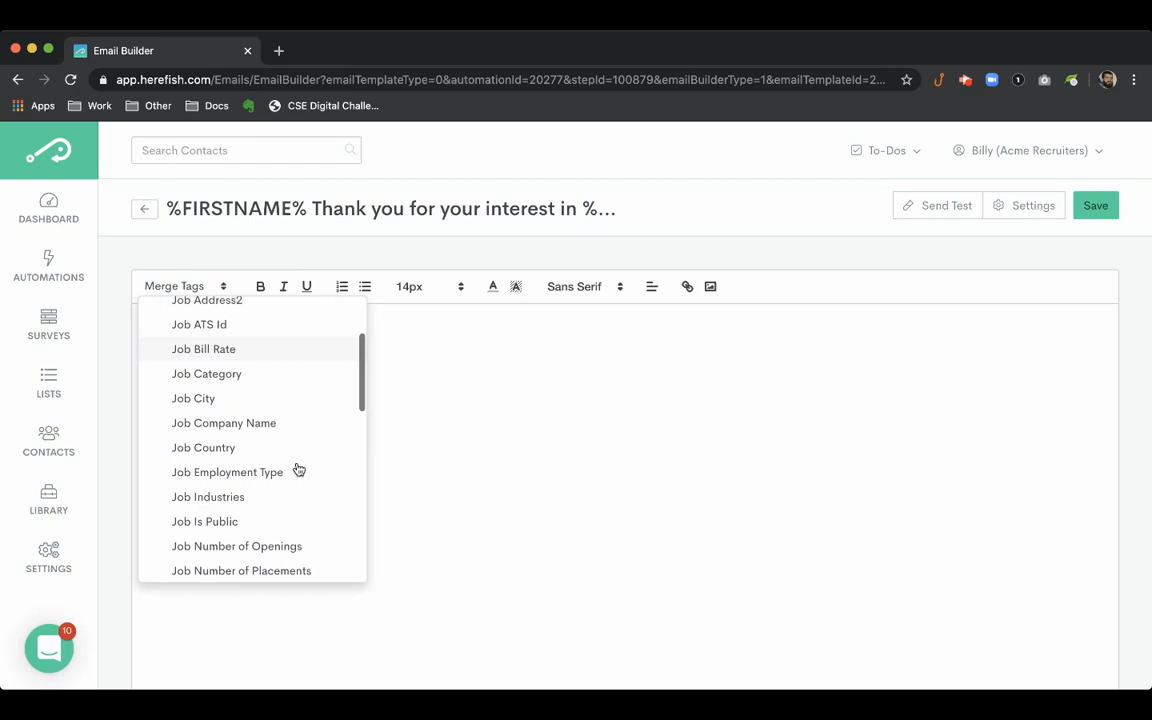 Email Builder
app.herefish.com/Emails/EmailBuilder?emailTemplateType=0&automationId=20277&stepId=100879&emailBuilderType=1&emailTemplateId=2...
Apps Work Other Docs CSE Digital Challe...
Search Contacts
To-Dos
Billy (Acme Recruiters)
%FIRSTNAME% Thank you for your interest in %...
Send Test
Settings
Save
DASHBOARD
AUTOMATIONS
SURVEYS
LISTS
CONTACTS
LIBRARY
SETTINGS
10
Merge Tags B I U 14px A A Sans Serif
Job Address2
Job ATS Id
Job Bill Rate
Job Category
Job City
Job Company Name
Job Country
Job Employment Type
Job Industries
Job Is Public
Job Number of Openings
Job Number of Placements